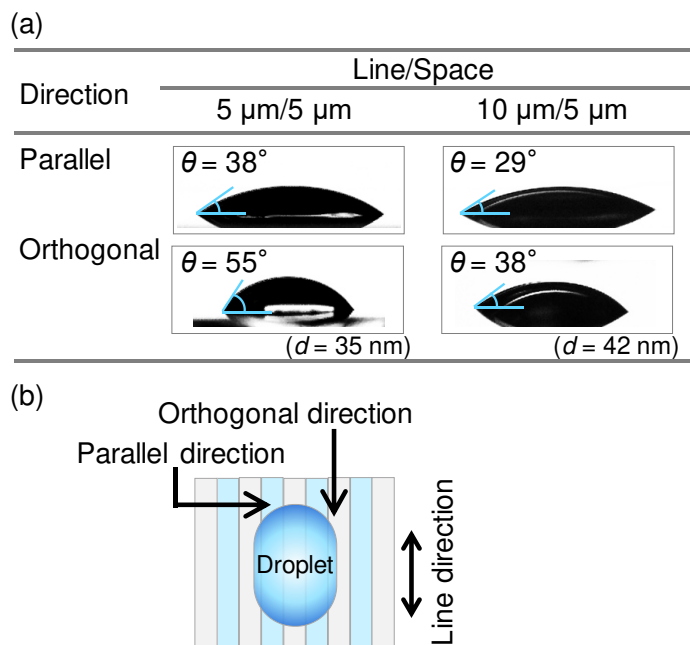 (a)
Line/Space
Direction
5 µm/5 µm 10 µm/5 µm
Parallel
θ = 38° θ = 29°
Orthogonal
θ = 55° θ = 38°
(d = 35 nm) (d = 42 nm)
(b)
Orthogonal direction
Parallel direction
Droplet
Line direction